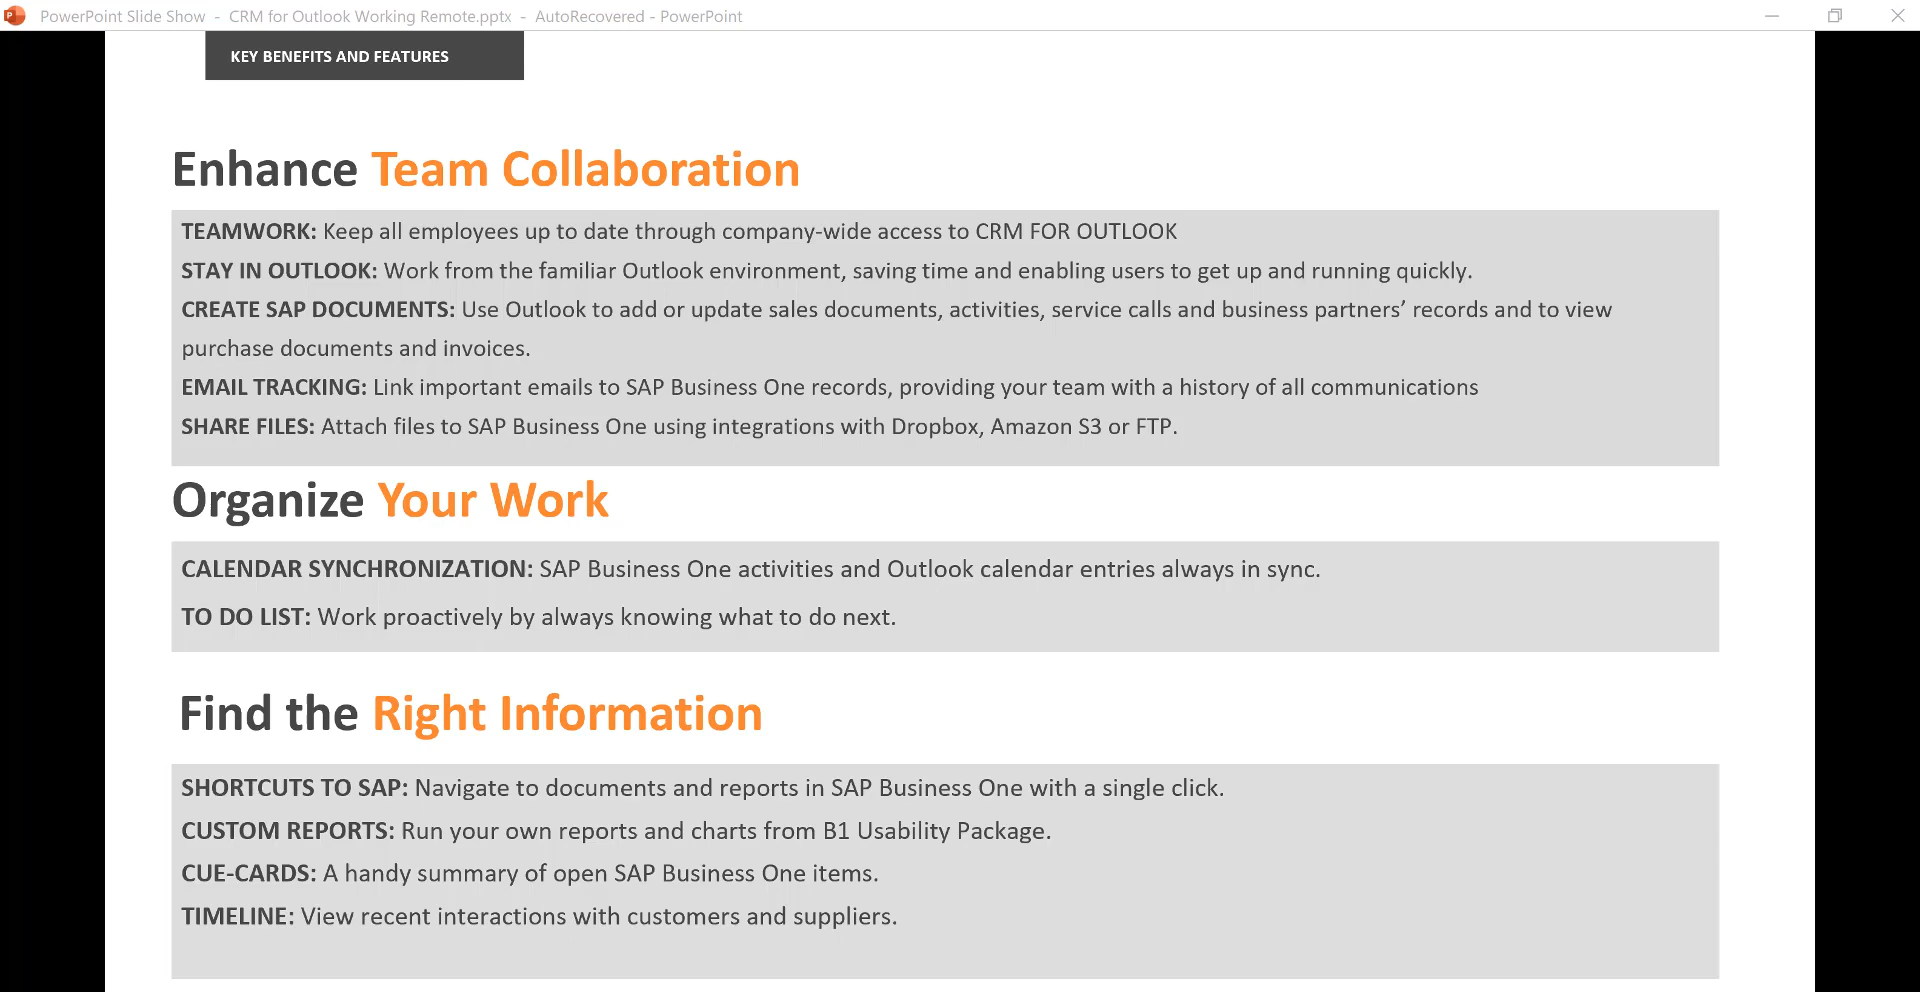 PowerPoint Slide Show - CRM for Outlook Working Remote.pptx - AutoRecovered - PowerPoint
KEY BENEFITS AND FEATURES
Enhance Team Collaboration
TEAMWORK: Keep all employees up to date through company-wide access to CRM FOR OUTLOOK
STAY IN OUTLOOK: Work from the familiar Outlook environment, saving time and enabling users to get up and running quickly.
CREATE SAP DOCUMENTS: Use Outlook to add or update sales documents, activities, service calls and business partners’ records and to view
purchase documents and invoices.
EMAIL TRACKING: Link important emails to SAP Business One records, providing your team with a history of all communications
SHARE FILES: Attach files to SAP Business One using integrations with Dropbox, Amazon S3 or FTP.
Organize Your Work
CALENDAR SYNCHRONIZATION: SAP Business One activities and Outlook calendar entries always in sync.
TO DO LIST: Work proactively by always knowing what to do next.
Find the Right Information
SHORTCUTS TO SAP: Navigate to documents and reports in SAP Business One with a single click.
CUSTOM REPORTS: Run your own reports and charts from B1 Usability Package.
CUE-CARDS: A handy summary of open SAP Business One items.
TIMELINE: View recent interactions with customers and suppliers.